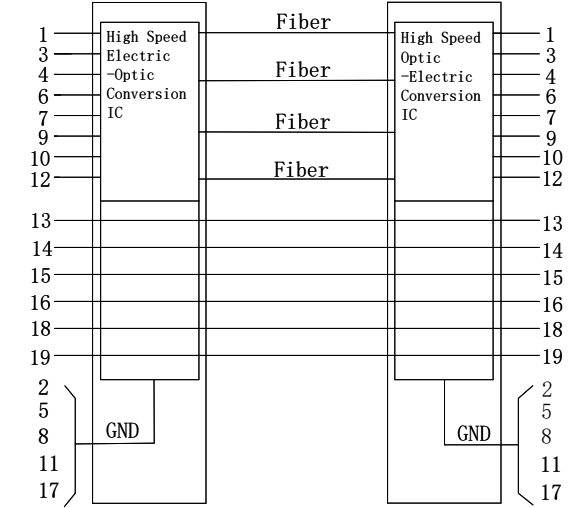 Fiber
Fiber
Fiber
Fiber
1
3
4
6
7
9
10
12
13
14
15
16
18
19
2
5
8
11
17
High Speed
Electric
-Optic
Conversion
IC
GND
High Speed
Optic
-Electric
Conversion
IC
GND
1
3
4
6
7
9
10
12
13
14
15
16
18
19
2
5
8
11
17